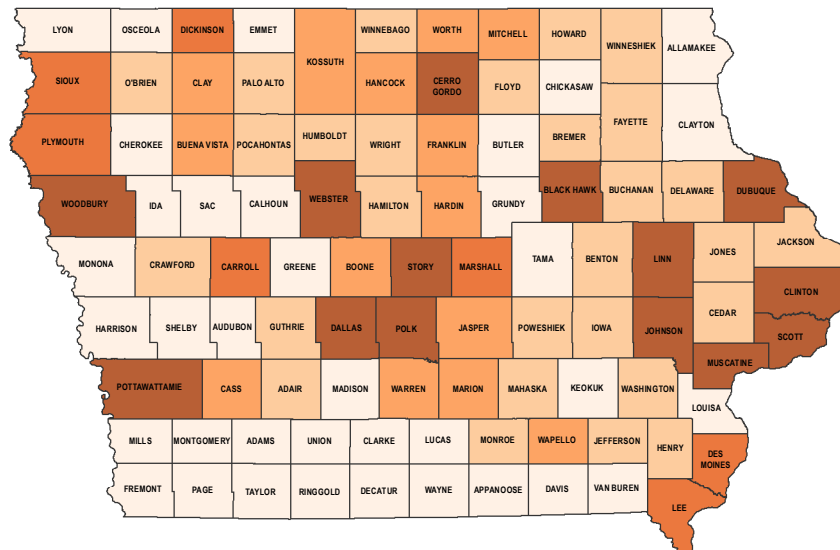 LYON
OSCEOLA
DICKINSON
EMMET
WINNEBAGO
WORTH
MITCHELL
HOWARD
WINNESHIEK
ALLAMAKEE
KOSSUTH
SIOUX
O'BRIEN
CLAY
PALO ALTO
HANCOCK
CERRO
GORDO
FLOYD
CHICKASAW
FAYETTE
CLAYTON
PLYMOUTH
CHEROKEE
BUENA VISTA
POCAHONTAS
HUMBOLDT
WRIGHT
FRANKLIN
BUTLER
BREMER
WOODBURY
IDA
SAC
CALHOUN
WEBSTER
HAMILTON
HARDIN
GRUNDY
BLACK HAWK
BUCHANAN
DELAWARE
DUBUQUE
MONONA
CRAWFORD
CARROLL
GREENE
BOONE
STORY
MARSHALL
TAMA
BENTON
LINN
JONES
JACKSON
CLINTON
HARRISON
SHELBY
AUDUBON
GUTHRIE
DALLAS
POLK
JASPER
POWESHIEK
IOWA
JOHNSON
CEDAR
SCOTT
MUSCATINE
POTTAWATTAMIE
CASS
ADAIR
MADISON
WARREN
MARION
MAHASKA
KEOKUK
WASHINGTON
LOUISA
MILLS
MONTGOMERY
ADAMS
UNION
CLARKE
LUCAS
MONROE
WAPELLO
JEFFERSON
HENRY
DES
MOINES
FREMONT
PAGE
TAYLOR
RINGGOLD
DECATUR
WAYNE
APPANOOSE
DAVIS
VAN BUREN
LEE